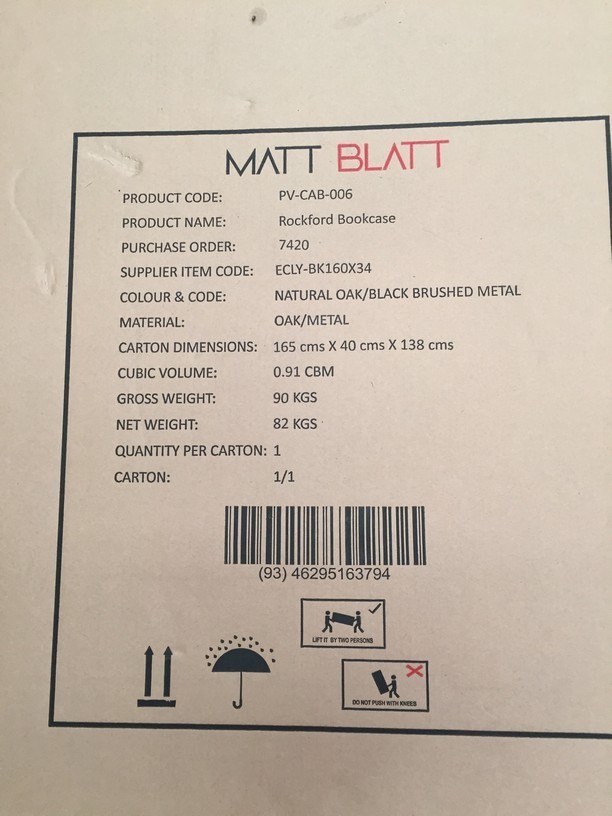 MATT BLATT
PRODUCT CODE: PV-CAB-006
PRODUCT NAME: Rockford Bookcase
PURCHASE ORDER: 7420
SUPPLIER ITEM CODE: ECLY-BK160X34
COLOUR & CODE: NATURAL OAK/BLACK BRUSHED METAL
MATERIAL: OAK/METAL
CARTON DIMENSIONS: 165 cms X 40 cms X 138 cms
CUBIC VOLUME: 0.91 CBM
GROSS WEIGHT: 90 KGS
NET WEIGHT: 82 KGS
QUANTITY PER CARTON: 1
CARTON: 1/1
(93) 46295163794
LIFT IT BY TWO PERSONS
DO NOT PUSH WITH KNEES